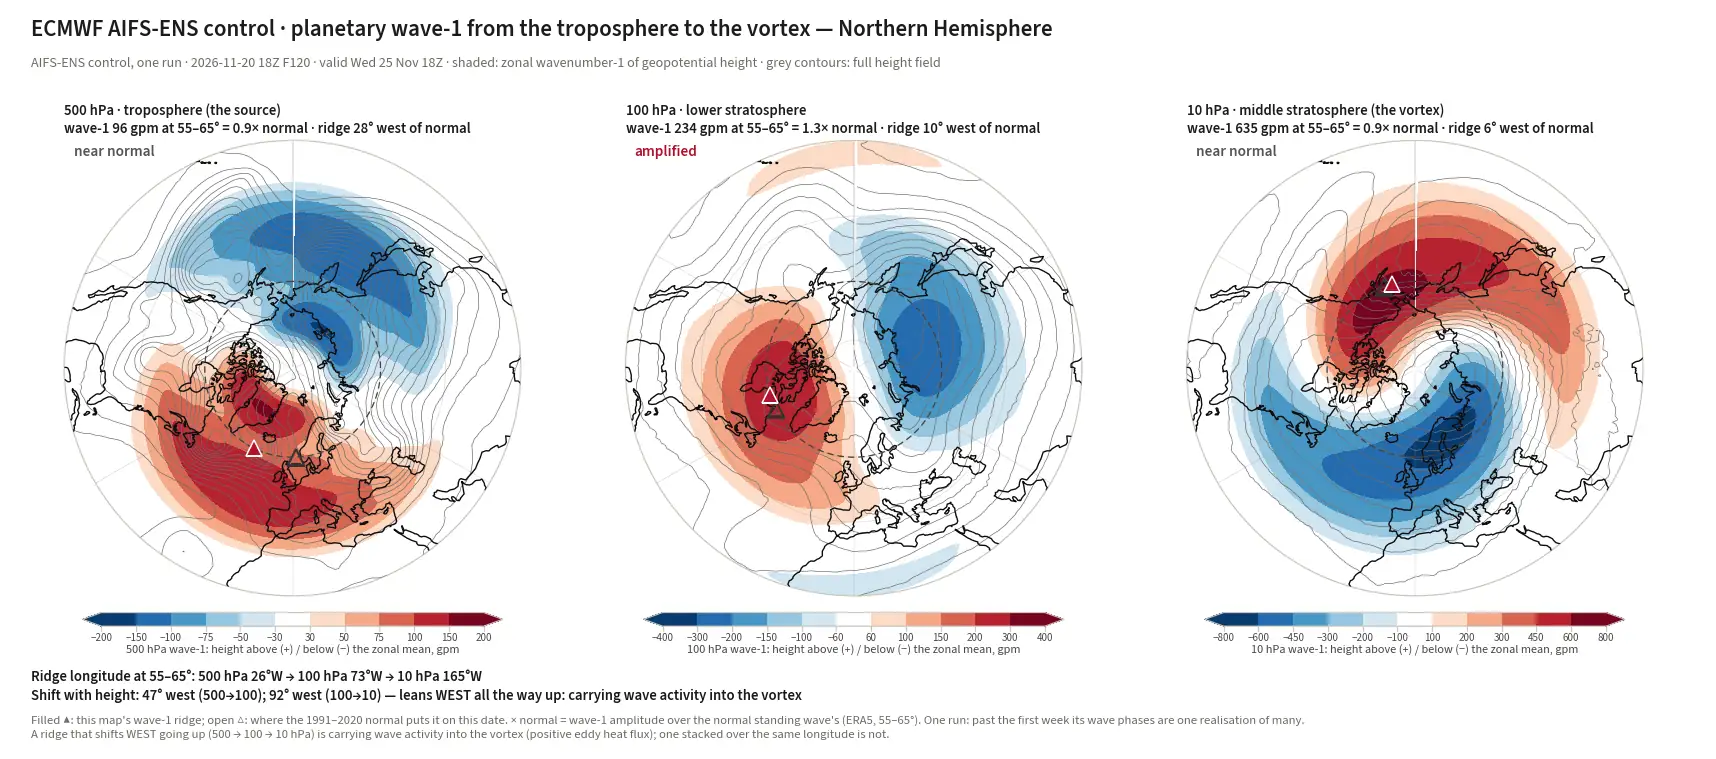 ECMWF AIFS-ENS control · planetary wave-1 from the troposphere to the vortex — Northern Hemisphere
AIFS-ENS control, one run · 2026-11-20 18Z F120 · valid Wed 25 Nov 18Z · shaded: zonal wavenumber-1 of geopotential height · grey contours: full height field
500 hPa · troposphere (the source)
wave-1 96 gpm at 55–65° = 0.9× normal · ridge 28° west of normal
near normal
100 hPa · lower stratosphere
wave-1 234 gpm at 55–65° = 1.3× normal · ridge 10° west of normal
amplified
10 hPa · middle stratosphere (the vortex)
wave-1 635 gpm at 55–65° = 0.9× normal · ridge 6° west of normal
near normal
−200 −150 −100 −75 −50 −30 30 50 75 100 150 200
500 hPa wave-1: height above (+) / below (−) the zonal mean, gpm
−400 −300 −200 −150 −100 −60 60 100 150 200 300 400
100 hPa wave-1: height above (+) / below (−) the zonal mean, gpm
−800 −600 −450 −300 −200 −100 100 200 300 450 600 800
10 hPa wave-1: height above (+) / below (−) the zonal mean, gpm
Ridge longitude at 55–65°: 500 hPa 26°W → 100 hPa 73°W → 10 hPa 165°W
Shift with height: 47° west (500→100); 92° west (100→10) — leans WEST all the way up: carrying wave activity into the vortex
Filled ▲: this map's wave-1 ridge; open △: where the 1991–2020 normal puts it on this date. × normal = wave-1 amplitude over the normal standing wave's (ERA5, 55–65°). One run: past the first week its wave phases are one realisation of many.
A ridge that shifts WEST going up (500 → 100 → 10 hPa) is carrying wave activity into the vortex (positive eddy heat flux); one stacked over the same longitude is not.